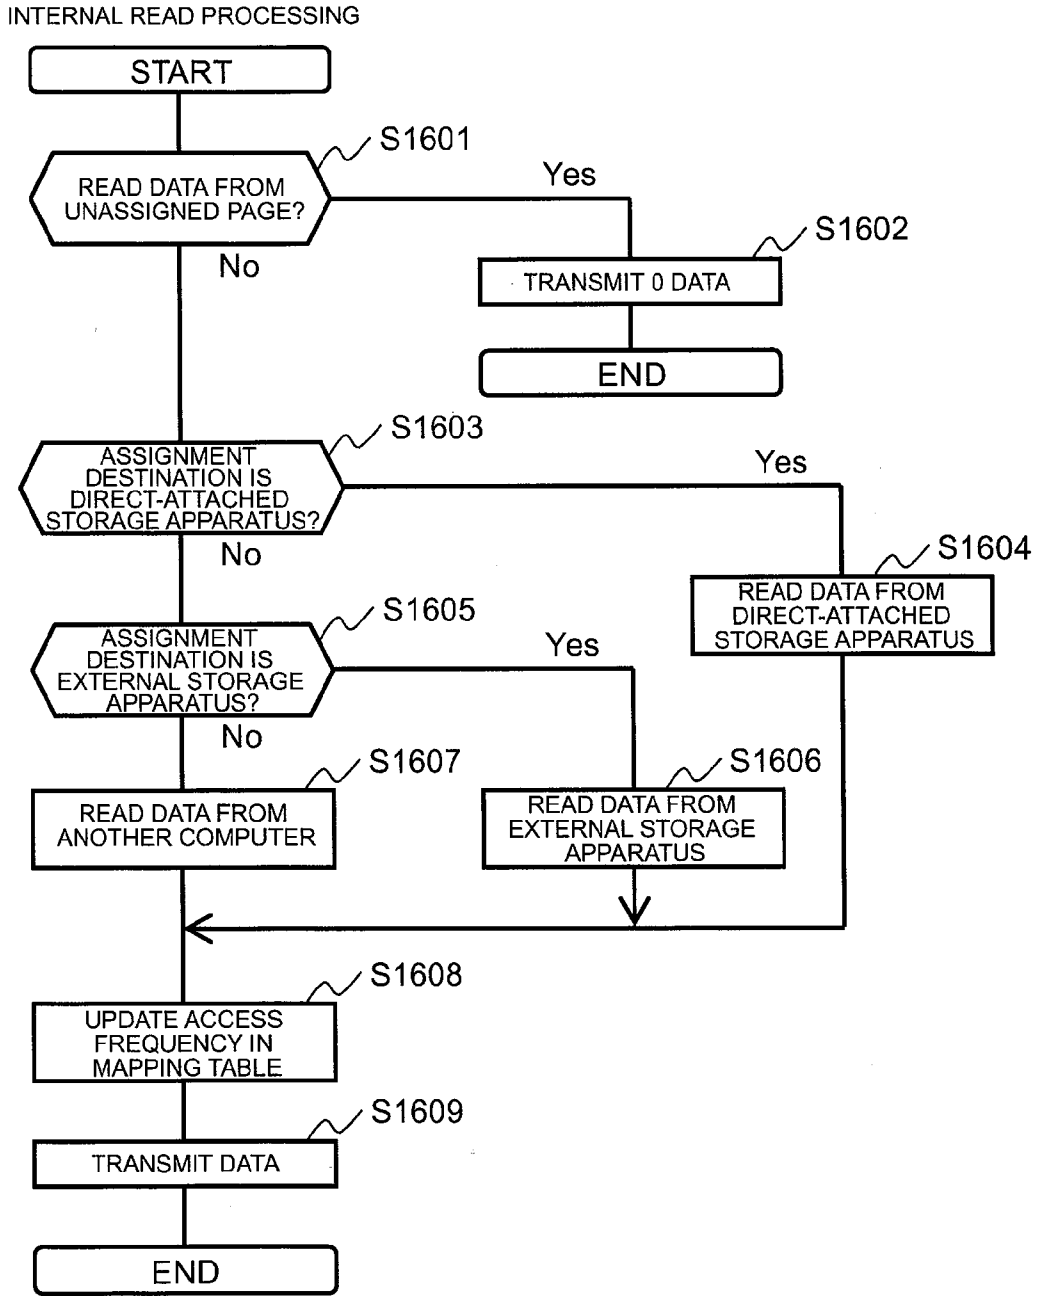 INTERNAL READ PROCESSING
START
S1601
READ DATA FROM
UNASSIGNED PAGE?
Yes
No
S1602
TRANSMIT 0 DATA
END
S1603
ASSIGNMENT
DESTINATION IS
DIRECT-ATTACHED
STORAGE APPARATUS?
Yes
No
S1604
READ DATA FROM
DIRECT-ATTACHED
STORAGE APPARATUS
S1605
ASSIGNMENT
DESTINATION IS
EXTERNAL STORAGE
APPARATUS?
Yes
No
S1606
READ DATA FROM
EXTERNAL STORAGE
APPARATUS
S1607
READ DATA FROM
ANOTHER COMPUTER
S1608
UPDATE ACCESS
FREQUENCY IN
MAPPING TABLE
S1609
TRANSMIT DATA
END